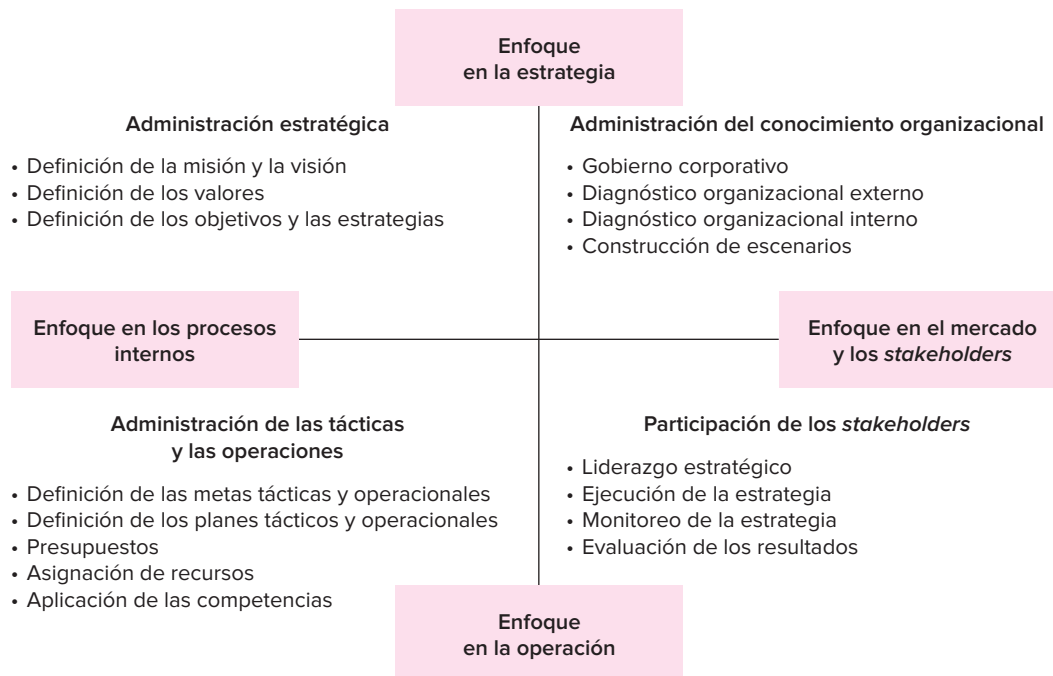 Enfoque
en la estrategia
Administración estratégica
• Definición de la misión y la visión
• Definición de los valores
• Definición de los objetivos y las estrategias
Administración del conocimiento organizacional
• Gobierno corporativo
• Diagnóstico organizacional externo
• Diagnóstico organizacional interno
• Construcción de escenarios
Enfoque en los procesos
internos
Enfoque en el mercado
y los stakeholders
Administración de las tácticas
y las operaciones
• Definición de las metas tácticas y operacionales
• Definición de los planes tácticos y operacionales
• Presupuestos
• Asignación de recursos
• Aplicación de las competencias
Participación de los stakeholders
• Liderazgo estratégico
• Ejecución de la estrategia
• Monitoreo de la estrategia
• Evaluación de los resultados
Enfoque
en la operación